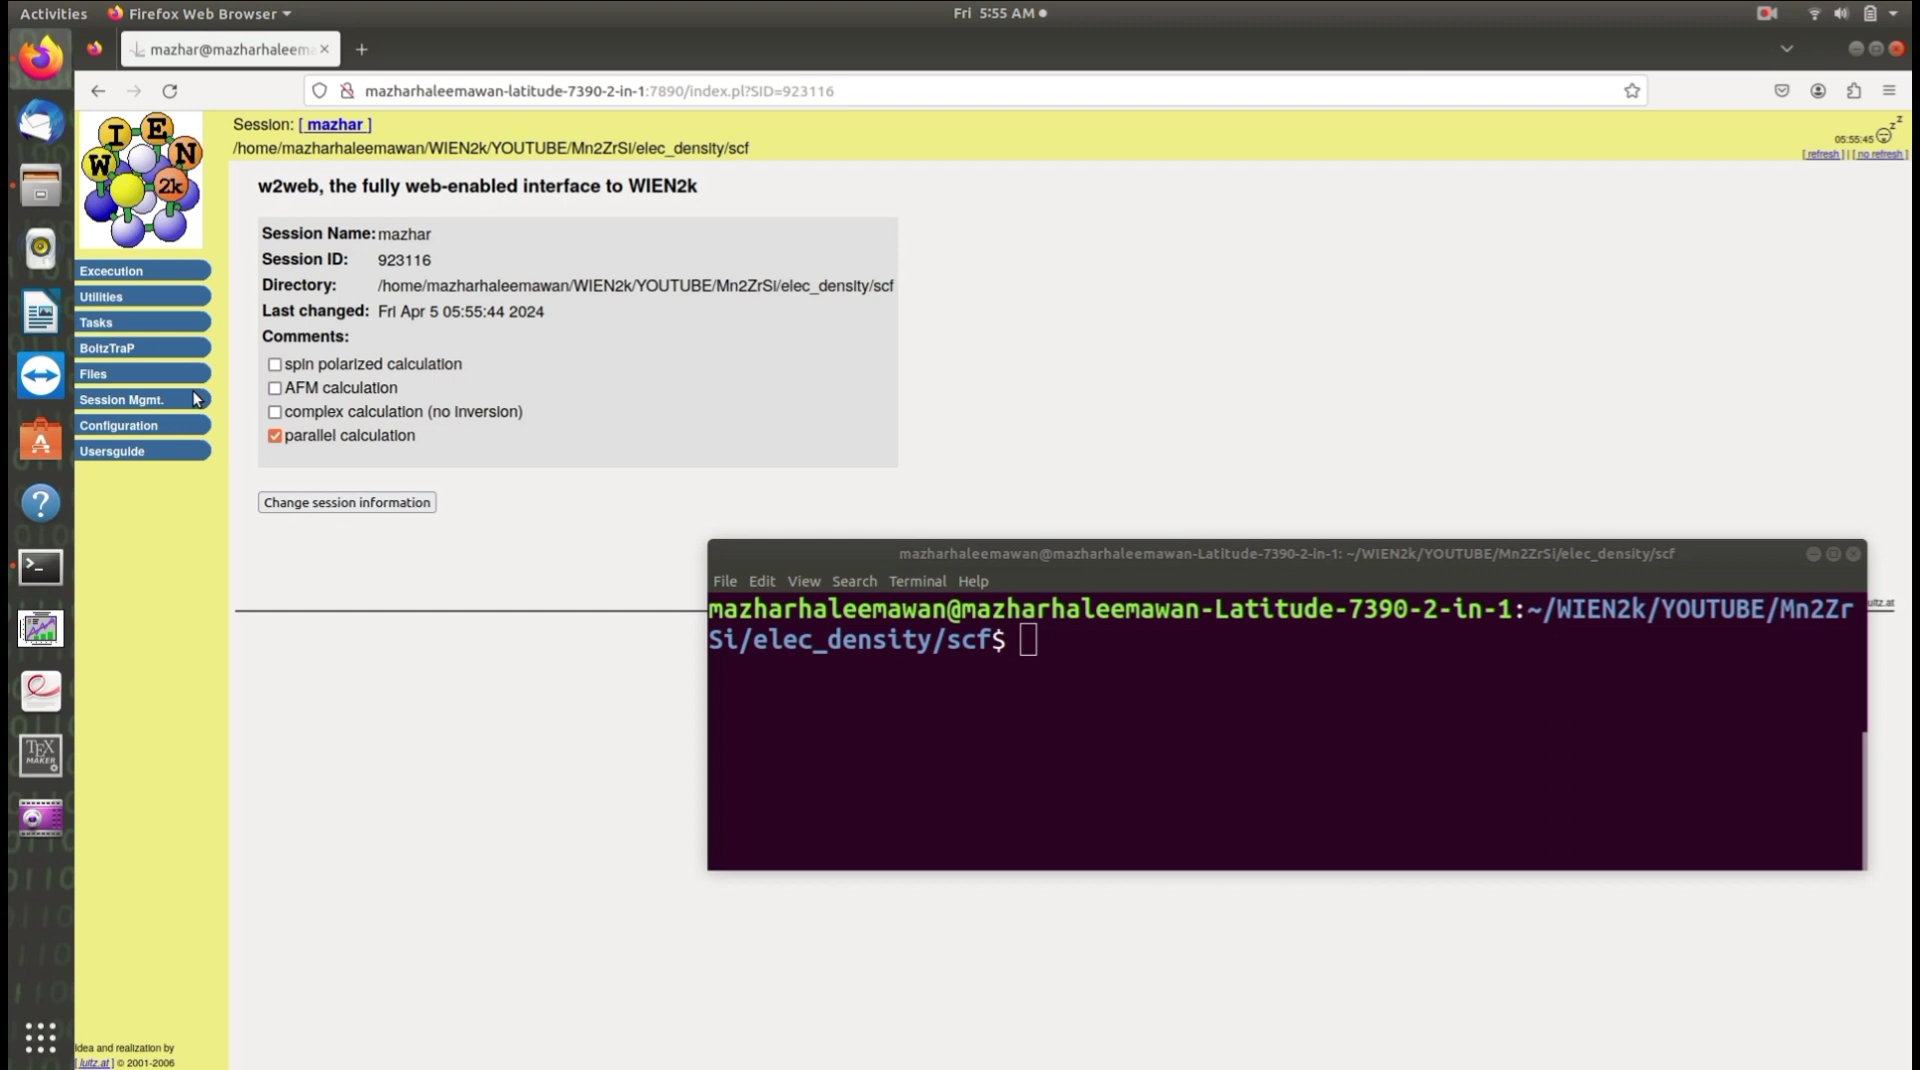 Activities
Firefox Web Browser
Fri 5:55 AM
mazhar@mazharhaleema
mazharhaleemawan-latitude-7390-2-in-1:7890/index.pl?SID=923116
W I E N 2k
Session: [ mazhar ]
/home/mazharhaleemawan/WIEN2k/YOUTUBE/Mn2ZrSi/elec_density/scf
05:55:45
z z
[ refresh ] | [ no refresh ]
w2web, the fully web-enabled interface to WIEN2k
Session Name: mazhar
Session ID: 923116
Directory: /home/mazharhaleemawan/WIEN2k/YOUTUBE/Mn2ZrSi/elec_density/scf
Last changed: Fri Apr 5 05:55:44 2024
Comments:
spin polarized calculation
AFM calculation
complex calculation (no inversion)
parallel calculation
Change session information
Excecution
Utilities
Tasks
BoltzTraP
Files
Session Mgmt.
Configuration
Usersguide
mazharhaleemawan@mazharhaleemawan-Latitude-7390-2-in-1: ~/WIEN2k/YOUTUBE/Mn2ZrSi/elec_density/scf
File Edit View Search Terminal Help
mazharhaleemawan@mazharhaleemawan-Latitude-7390-2-in-1:~/WIEN2k/YOUTUBE/Mn2Zr
Si/elec_density/scf$
luitz.at
TEX
MAKER
Idea and realization by
[ luitz.at ] © 2001-2006